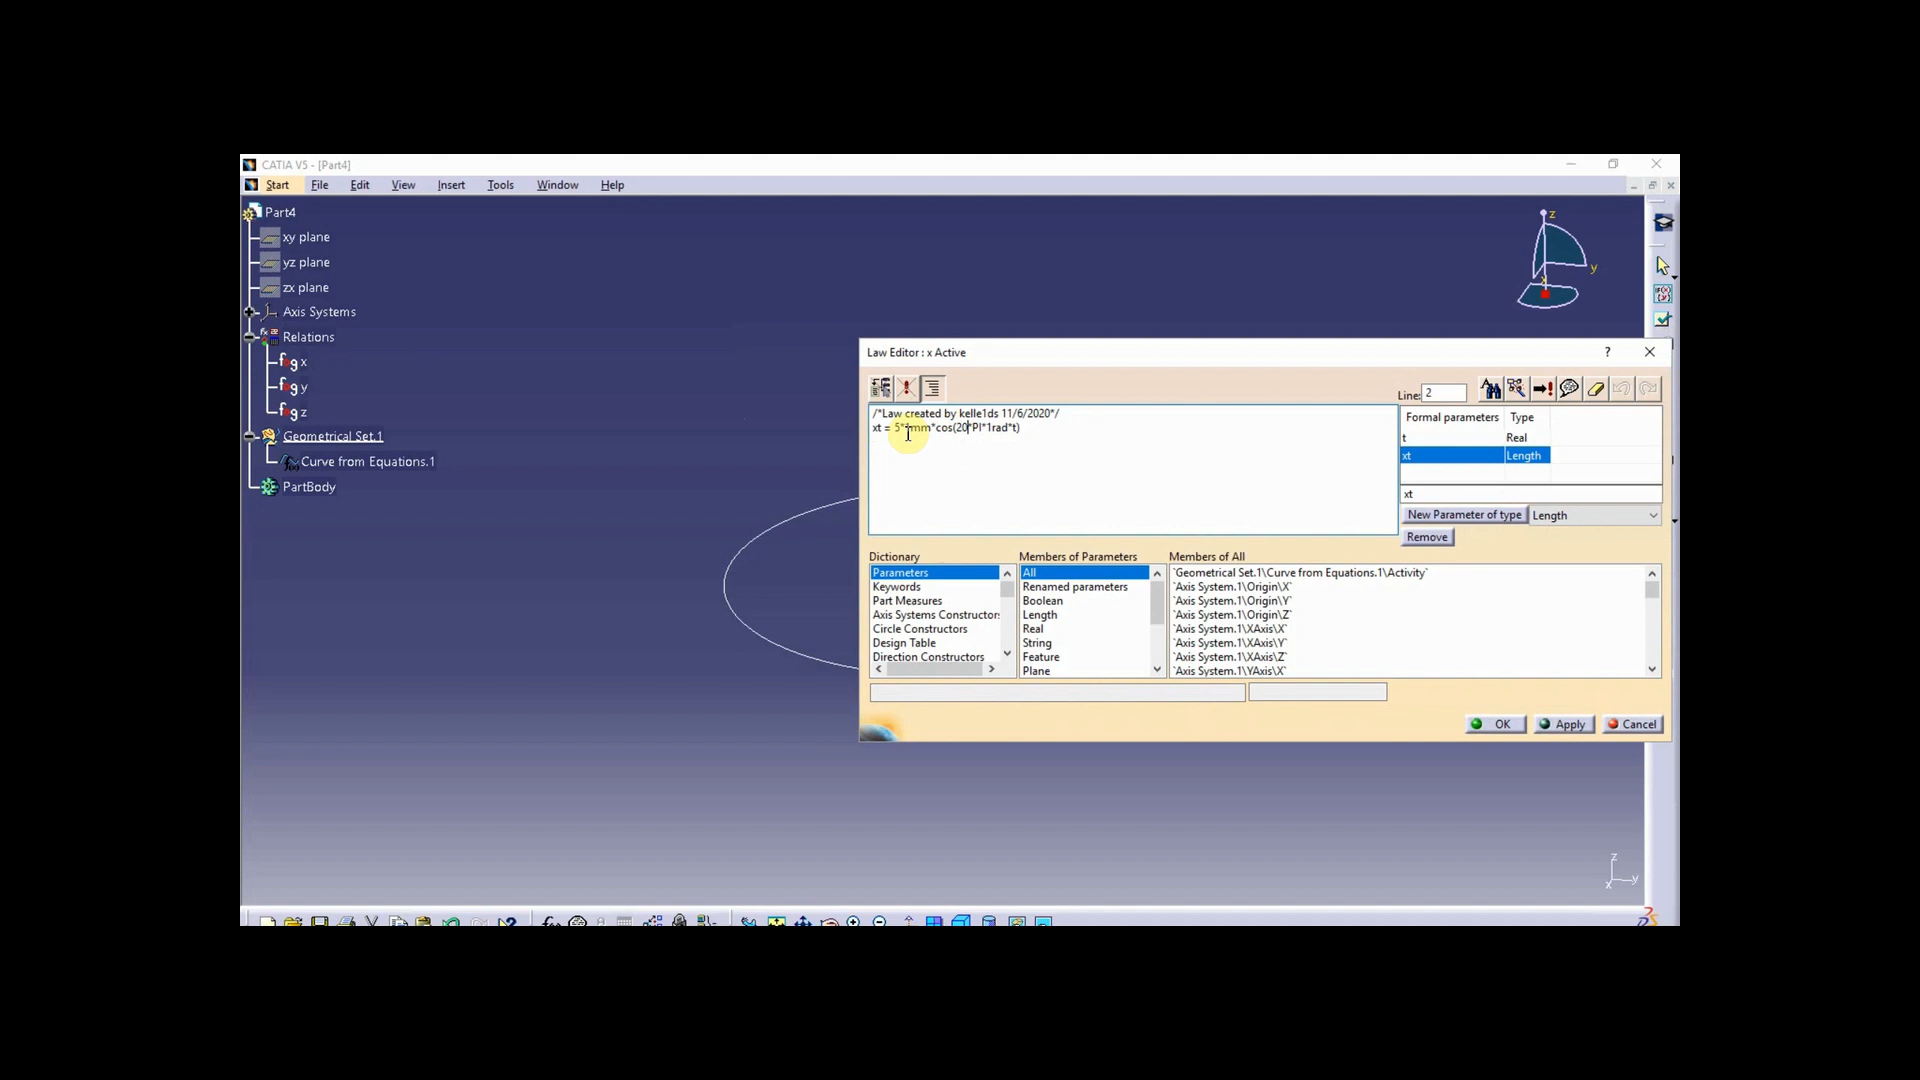 CATIA V5 - [Part4]
Start File Edit View Insert Tools Window Help
Part4
xy plane
yz plane
zx plane
Axis Systems
Relations
x
y
z
Geometrical Set.1
Curve from Equations.1
PartBody
z
y
x
Law Editor : x Active
?
Line: 2
/*Law created by kelle1ds 11/6/2020*/
xt = 5*1mm*cos(20*PI*1rad*t)
Formal parameters Type
t Real
xt Length
xt
New Parameter of type Length
Remove
Dictionary Members of Parameters Members of All
Parameters All `Geometrical Set.1\Curve from Equations.1\Activity`
Keywords Renamed parameters `Axis System.1\Origin\X`
Part Measures Boolean `Axis System.1\Origin\Y`
Axis Systems Constructors Length `Axis System.1\Origin\Z`
Circle Constructors Real `Axis System.1\XAxis\X`
Design Table String `Axis System.1\XAxis\Y`
Direction Constructors Feature `Axis System.1\XAxis\Z`
Plane `Axis System.1\YAxis\X`
OK Apply Cancel
z
x y